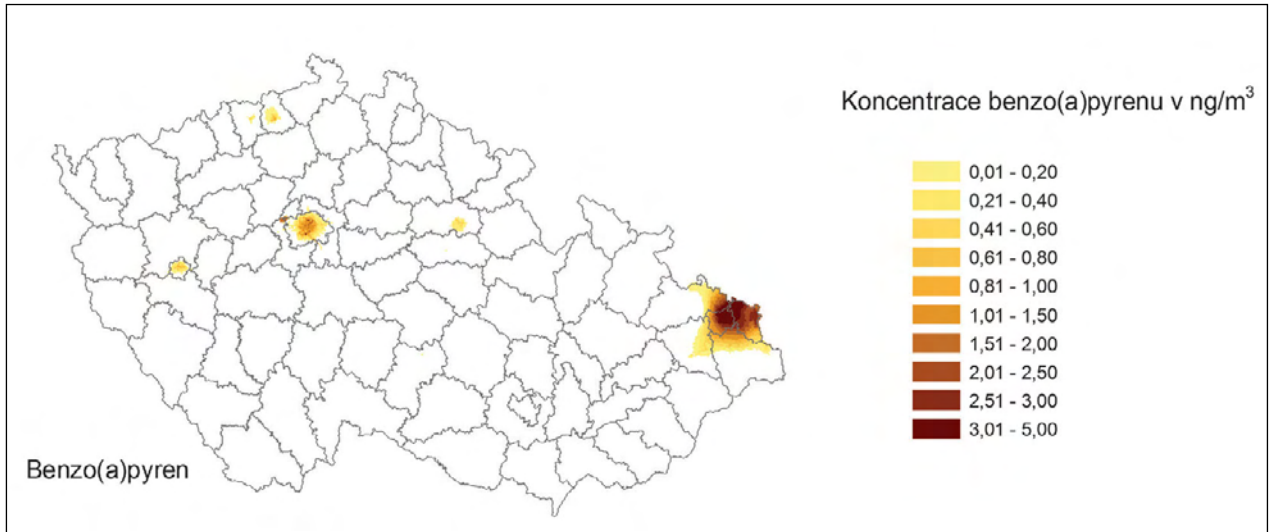 Koncentrace benzo(a)pyrenu v ng/m³
0,01 - 0,20
0,21 - 0,40
0,41 - 0,60
0,61 - 0,80
0,81 - 1,00
1,01 - 1,50
1,51 - 2,00
2,01 - 2,50
2,51 - 3,00
3,01 - 5,00
Benzo(a)pyren